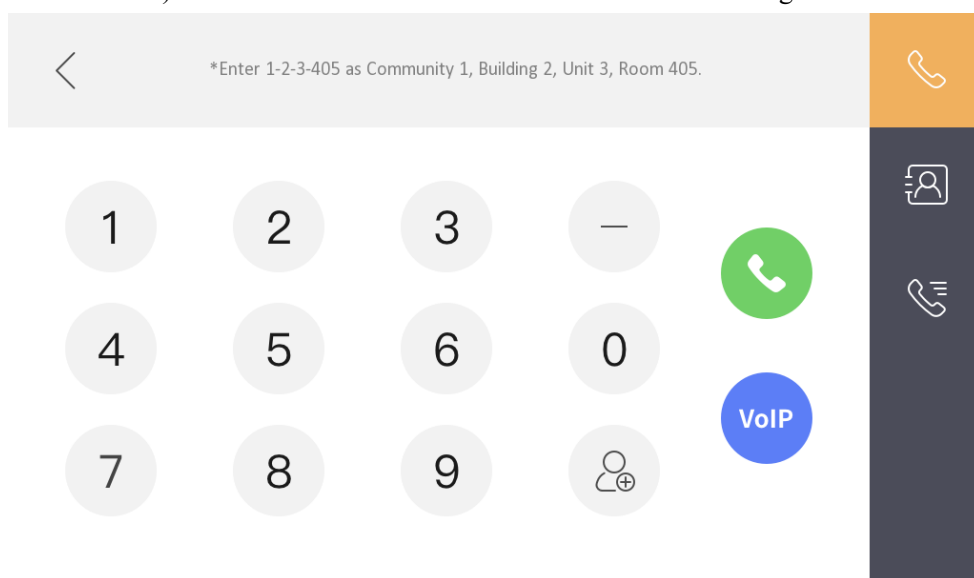 *Enter 1-2-3-405 as Community 1, Building 2, Unit 3, Room 405.
1 2 3 —
4 5 6 0
VoIP
7 8 9